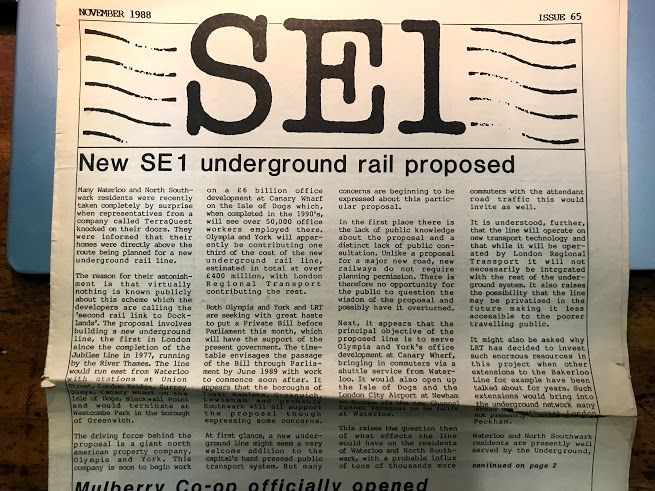 NOVEMBER 1988
ISSUE 65
SE1
New SE1 underground rail proposed
Many Waterloo and North South-
wark residents were recently
taken completely by surprise
when representatives from a
company called TerraQuest
knocked on their doors. They
were informed that their
homes were directly above the
route being planned for a new
underground rail line.
The reason for their astonish-
ment is that virtually
nothing is known publicly
about this scheme which the
developers are calling the
'second rail link to Dock-
lands'. The proposal involves
building a new underground
line, the first in London
since the completion of the
Jubilee Line in 1977, running
by the River Thames. The line
would run east from Waterloo
with stations at Union
Street, London Bridge, Surrey
Quays, Canary Wharf on the
Isle of Dogs, Blackwall Point
and would terminate at
Westcombe Park in the borough
of Greenwich.
The driving force behind the
proposal is a giant north
american property company,
Olympia and York. This
company is soon to begin work
on a £6 billion office
development at Canary Wharf
on the Isle of Dogs which,
when completed in the 1990's,
will see over 50,000 office
workers employed there.
Olympia and York will appar-
ently be contributing one
third of the cost of the new
underground rail line,
estimated in total at over
£400 million, with London
Regional Transport
contributing the rest.
Both Olympia and York and LRT
are seeking with great haste
to put a Private Bill before
Parliament this month, which
will have the support of the
present government. The time-
table envisages the passage
of the Bill through Parlia-
ment by June 1989 with work
to commence soon after. It
appears that the boroughs of
Tower Hamlets, Greenwich,
Lewisham and probably
Southwark will all support
the proposal though
expressing some concerns.
At first glance, a new under-
ground line might seem a very
welcome addition to the
capital's hard pressed public
transport system. But many
concerns are beginning to be
expressed about this partic-
ular proposal.
In the first place there is
the lack of public knowledge
about the proposal and a
distinct lack of public con-
sultation. Unlike a proposal
for a major new road, new
railways do not require
planning permission. There is
therefore no opportunity for
the public to question the
wisdom of the proposal and
possibly have it overturned.
Next, it appears that the
principal objective of the
proposed line is to serve
Olympia and York's office
development at Canary Wharf,
bringing in commuters via a
shuttle service from Water-
loo. It would also open up
the Isle of Dogs and the
London City Airport at Newham
Channel Terminal to be built
at Waterloo.
This raises the question then
of what effects the line
would have on the residents
of Waterloo and North South-
wark, with a probable influx
of tens of thousands more
commuters with the attendant
road traffic this would
invite as well.
It is understood, further,
that the line will operate on
new transport technology and
that while it will be oper-
ated by London Regional
Transport it will not
necessarily be intrgrated
with the rest of the under-
ground system. It also raises
the possibility that the line
may be privatised in the
future making it less
accessible to the poorer
travelling public.
It might also be asked why
LRT has decided to invest
such enormous resources in
this project when other
extensions to the Bakerloo
Line for example have been
talked about for years. Such
extensions would bring into
the underground network many
Peckham.
Waterloo and North Southwark
residents are presently well
served by the Underground,
continued on page 2
Mulberry Co-op officially opened